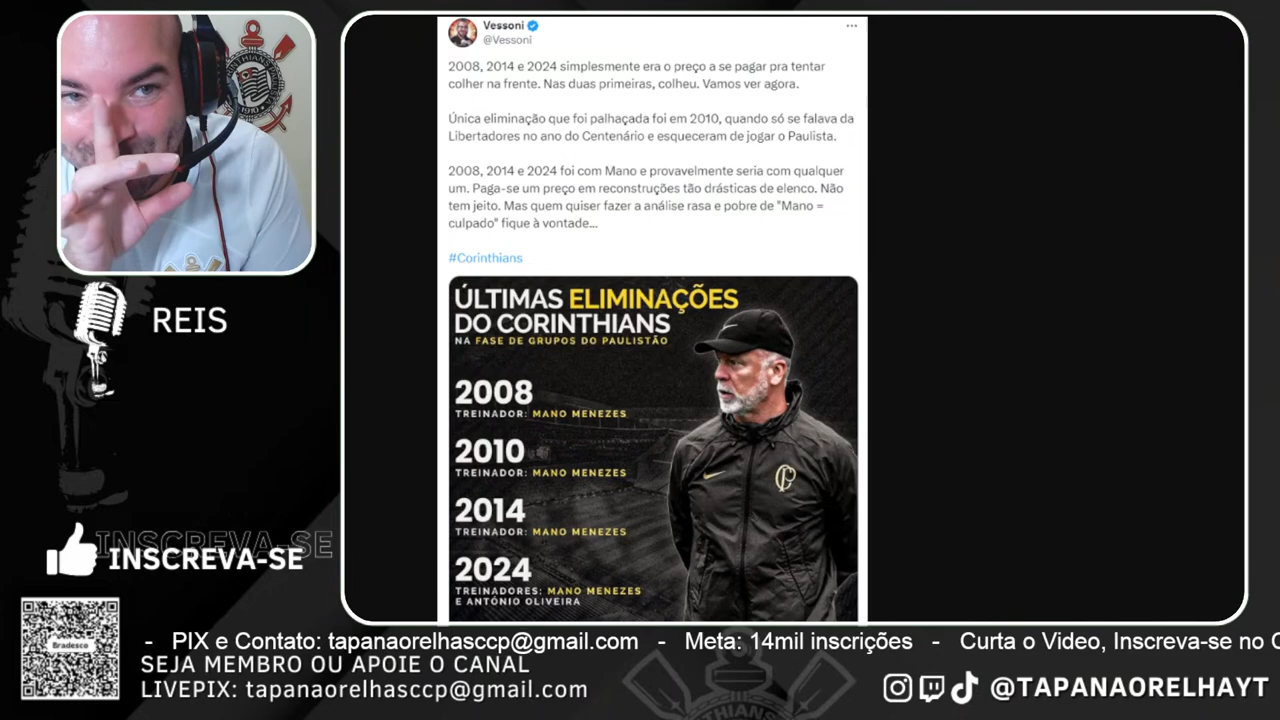 Vessoni
@Vessoni
2008, 2014 e 2024 simplesmente era o preço a se pagar pra tentar
colher na frente. Nas duas primeiras, colheu. Vamos ver agora.
Única eliminação que foi palhaçada foi em 2010, quando só se falava da
Libertadores no ano do Centenário e esqueceram de jogar o Paulista.
2008, 2014 e 2024 foi com Mano e provavelmente seria com qualquer
um. Paga-se um preço em reconstruções tão drásticas de elenco. Não
tem jeito. Mas quem quiser fazer a análise rasa e pobre de "Mano =
culpado" fique à vontade...
#Corinthians
ÚLTIMAS ELIMINAÇÕES
DO CORINTHIANS
NA FASE DE GRUPOS DO PAULISTÃO
2008
TREINADOR: MANO MENEZES
2010
TREINADOR: MANO MENEZES
2014
TREINADOR: MANO MENEZES
2024
TREINADORES: MANO MENEZES
E ANTÓNIO OLIVEIRA
1910
REIS
INSCREVA-SE
INSCREVA-SE
Bradesco
- PIX e Contato: tapanaorelhasccp@gmail.com - Meta: 14mil inscrições - Curta o Video, Inscreva-se no C
SEJA MEMBRO OU APOIE O CANAL
LIVEPIX: tapanaorelhasccp@gmail.com
@TAPANAORELHAYT